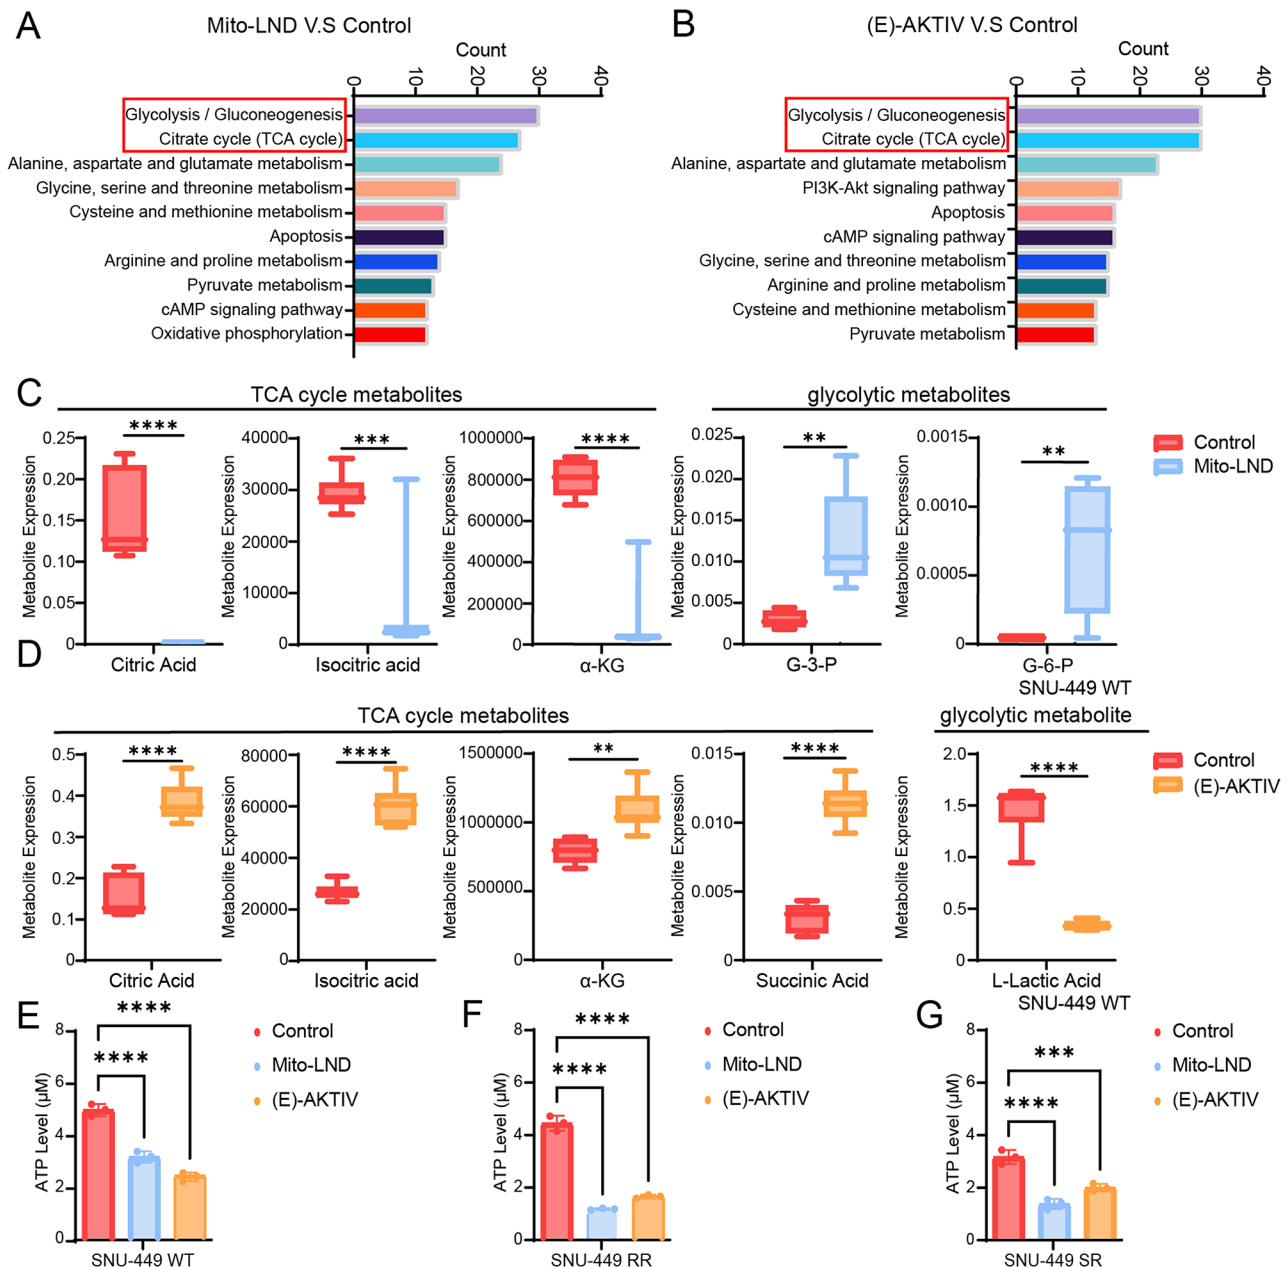 A
Mito-LND V.S Control
Count
0 10 20 30 40
Glycolysis / Gluconeogenesis
Citrate cycle (TCA cycle)
Alanine, aspartate and glutamate metabolism
Glycine, serine and threonine metabolism
Cysteine and methionine metabolism
Apoptosis
Arginine and proline metabolism
Pyruvate metabolism
cAMP signaling pathway
Oxidative phosphorylation
B
(E)-AKTIV V.S Control
Count
0 10 20 30 40
Glycolysis / Gluconeogenesis
Citrate cycle (TCA cycle)
Alanine, aspartate and glutamate metabolism
PI3K-Akt signaling pathway
Apoptosis
cAMP signaling pathway
Glycine, serine and threonine metabolism
Arginine and proline metabolism
Cysteine and methionine metabolism
Pyruvate metabolism
C
TCA cycle metabolites
glycolytic metabolites
Metabolite Expression
0.25
0.20
0.15
0.10
0.05
0
****
Citric Acid
Metabolite Expression
40000
30000
20000
10000
0
***
Isocitric acid
Metabolite Expression
1000000
800000
600000
400000
200000
0
****
α-KG
Metabolite Expression
0.025
0.020
0.015
0.010
0.005
0
**
G-3-P
Metabolite Expression
0.0015
0.0010
0.0005
0
**
G-6-P
SNU-449 WT
Control
Mito-LND
D
TCA cycle metabolites
glycolytic metabolite
Metabolite Expression
0.5
0.4
0.3
0.2
0.1
0
****
Citric Acid
Metabolite Expression
80000
60000
40000
20000
0
****
Isocitric acid
Metabolite Expression
1500000
1000000
500000
0
**
α-KG
Metabolite Expression
0.015
0.010
0.005
0
****
Succinic Acid
Metabolite Expression
2.0
1.5
1.0
0.5
0
****
L-Lactic Acid
SNU-449 WT
Control
(E)-AKTIV
E
ATP Level (μM)
8
6
4
2
0
****
****
SNU-449 WT
Control
Mito-LND
(E)-AKTIV
F
ATP Level (μM)
8
6
4
2
0
****
****
SNU-449 RR
Control
Mito-LND
(E)-AKTIV
G
ATP Level (μM)
8
6
4
2
0
***
****
SNU-449 SR
Control
Mito-LND
(E)-AKTIV